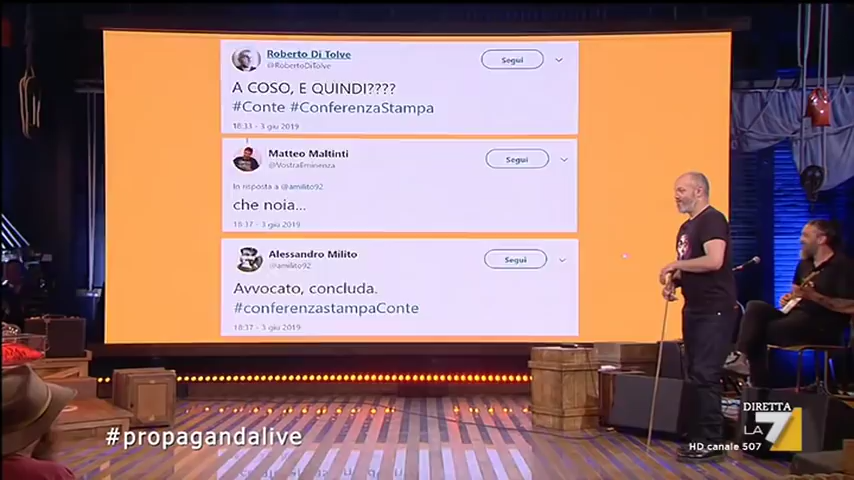 Roberto Di Tolve
@RobertoDiTolve
Segui
A COSO, E QUINDI????
#Conte #ConferenzaStampa
18:33 - 3 giu 2019
Matteo Maltinti
@VostraEminenza
Segui
In risposta a @amilito92
che noia...
18:37 - 3 giu 2019
Alessandro Milito
@amilito92
Segui
Avvocato, concluda.
#conferenzastampaConte
18:37 - 3 giu 2019
#propagandalive
DIRETTA
LA7
HD canale 507